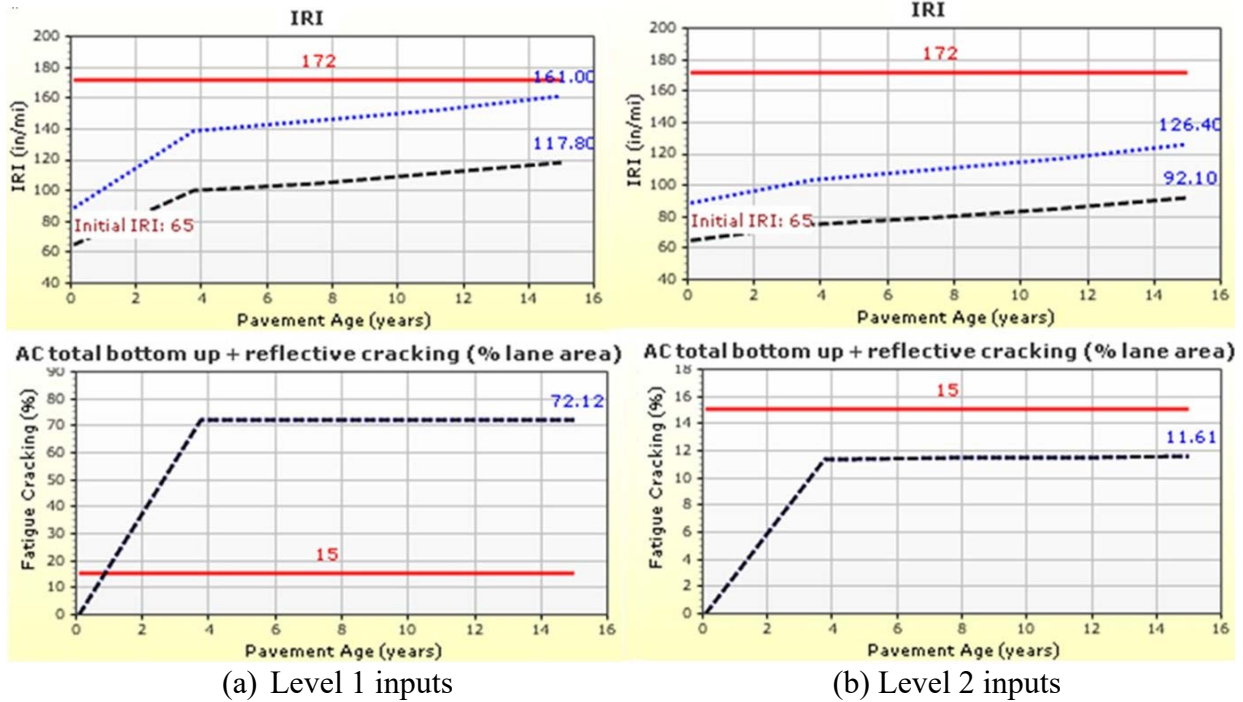 IRI
200
180
160
140
120
100
80
60
40
IRI (in/mi)
172
161.00
117.80
Initial IRI: 65
0 2 4 6 8 10 12 14 16
Pavement Age (years)
IRI
200
180
160
140
120
100
80
60
40
IRI (in/mi)
172
126.40
92.10
Initial IRI: 65
0 2 4 6 8 10 12 14 16
Pavement Age (years)
AC total bottom up + reflective cracking (% lane area)
90
80
70
60
50
40
30
20
10
0
Fatigue Cracking (%)
72.12
15
0 2 4 6 8 10 12 14 16
Pavement Age (years)
AC total bottom up + reflective cracking (% lane area)
18
16
14
12
10
8
6
4
2
0
Fatigue Cracking (%)
15
11.61
0 2 4 6 8 10 12 14 16
Pavement Age (years)
(a) Level 1 inputs
(b) Level 2 inputs